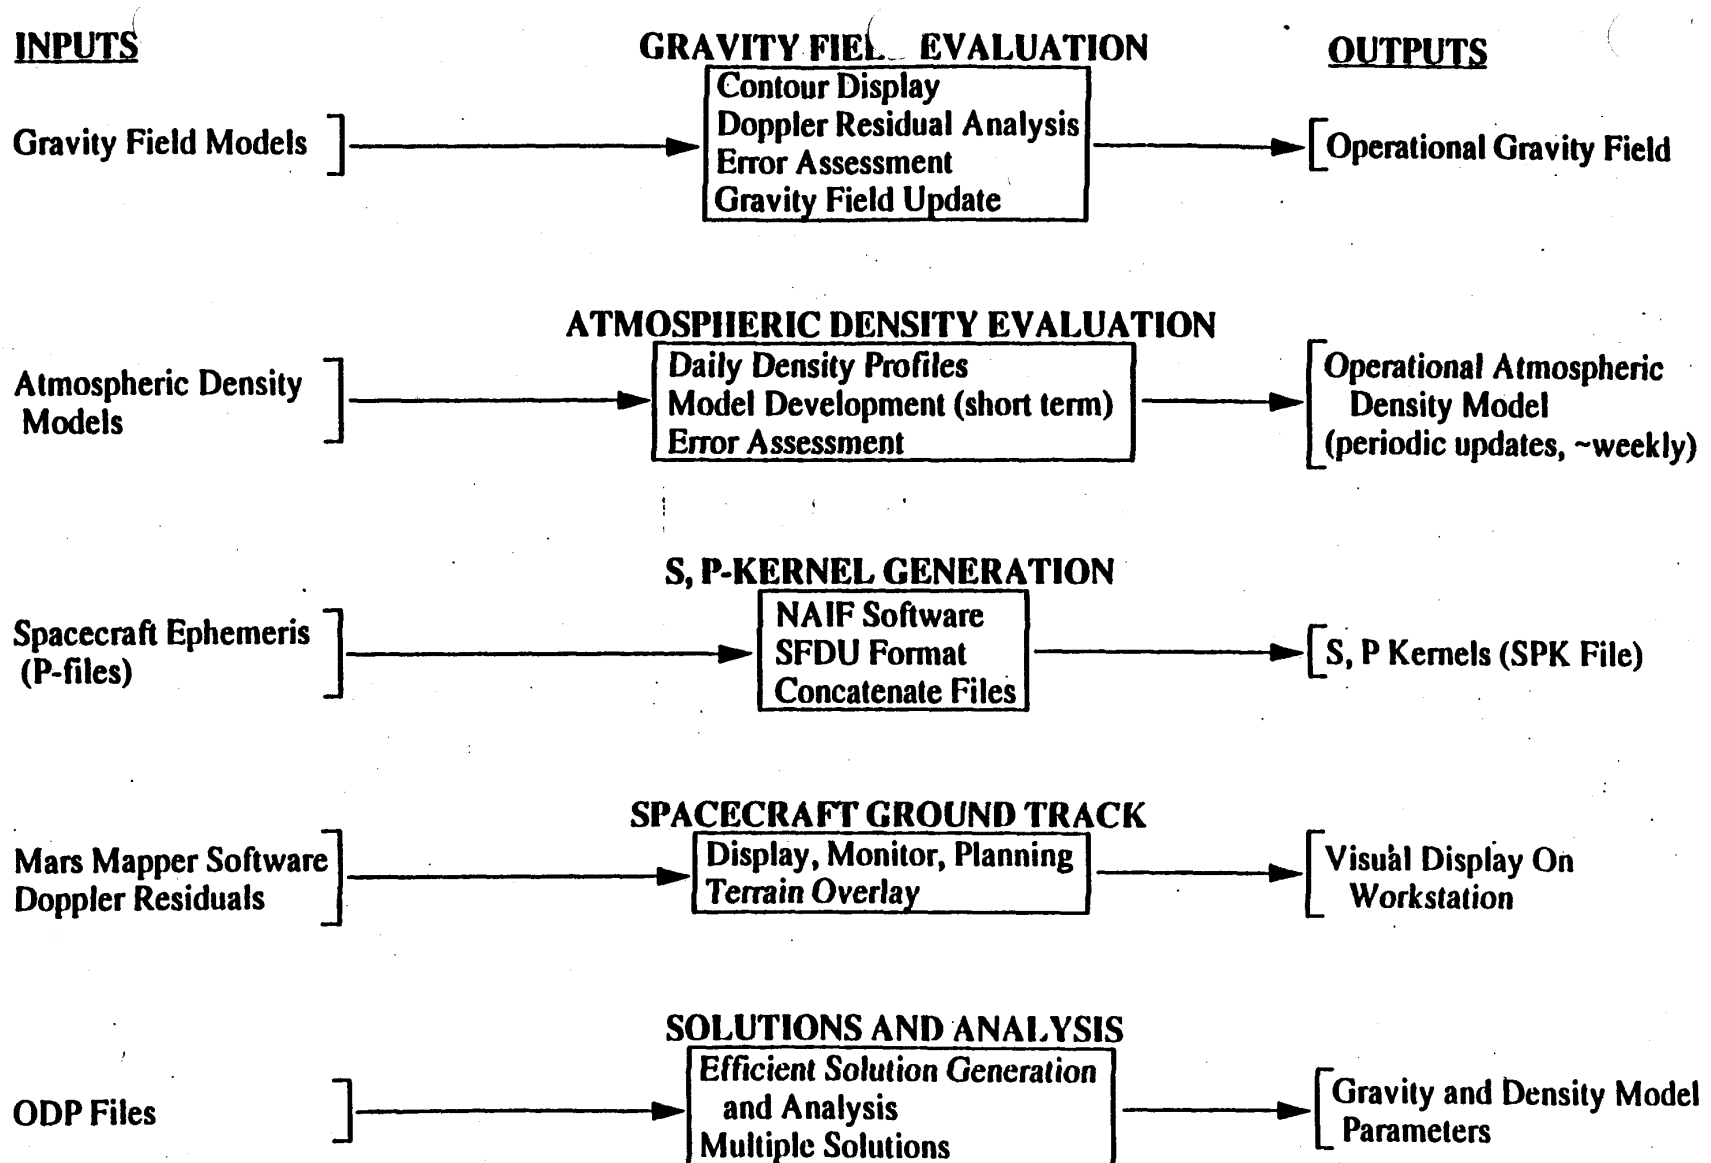 INPUTS
GRAVITY FIEL EVALUATION
OUTPUTS
Gravity Field Models
Contour Display
Doppler Residual Analysis
Error Assessment
Gravity Field Update
Operational Gravity Field
ATMOSPHERIC DENSITY EVALUATION
Atmospheric Density
Models
Daily Density Profiles
Model Development (short term)
Error Assessment
Operational Atmospheric
Density Model
(periodic updates, ~weekly)
S, P-KERNEL GENERATION
Spacecraft Ephemeris
(P-files)
NAIF Software
SFDU Format
Concatenate Files
S, P Kernels (SPK File)
SPACECRAFT GROUND TRACK
Mars Mapper Software
Doppler Residuals
Display, Monitor, Planning
Terrain Overlay
Visual Display On
Workstation
SOLUTIONS AND ANALYSIS
ODP Files
Efficient Solution Generation
and Analysis
Multiple Solutions
Gravity and Density Model
Parameters